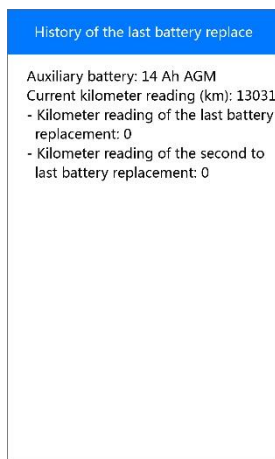 History of the last battery replace
Auxiliary battery: 14 Ah AGM
Current kilometer reading (km): 13031
- Kilometer reading of the last battery
replacement: 0
- Kilometer reading of the second to
last battery replacement: 0